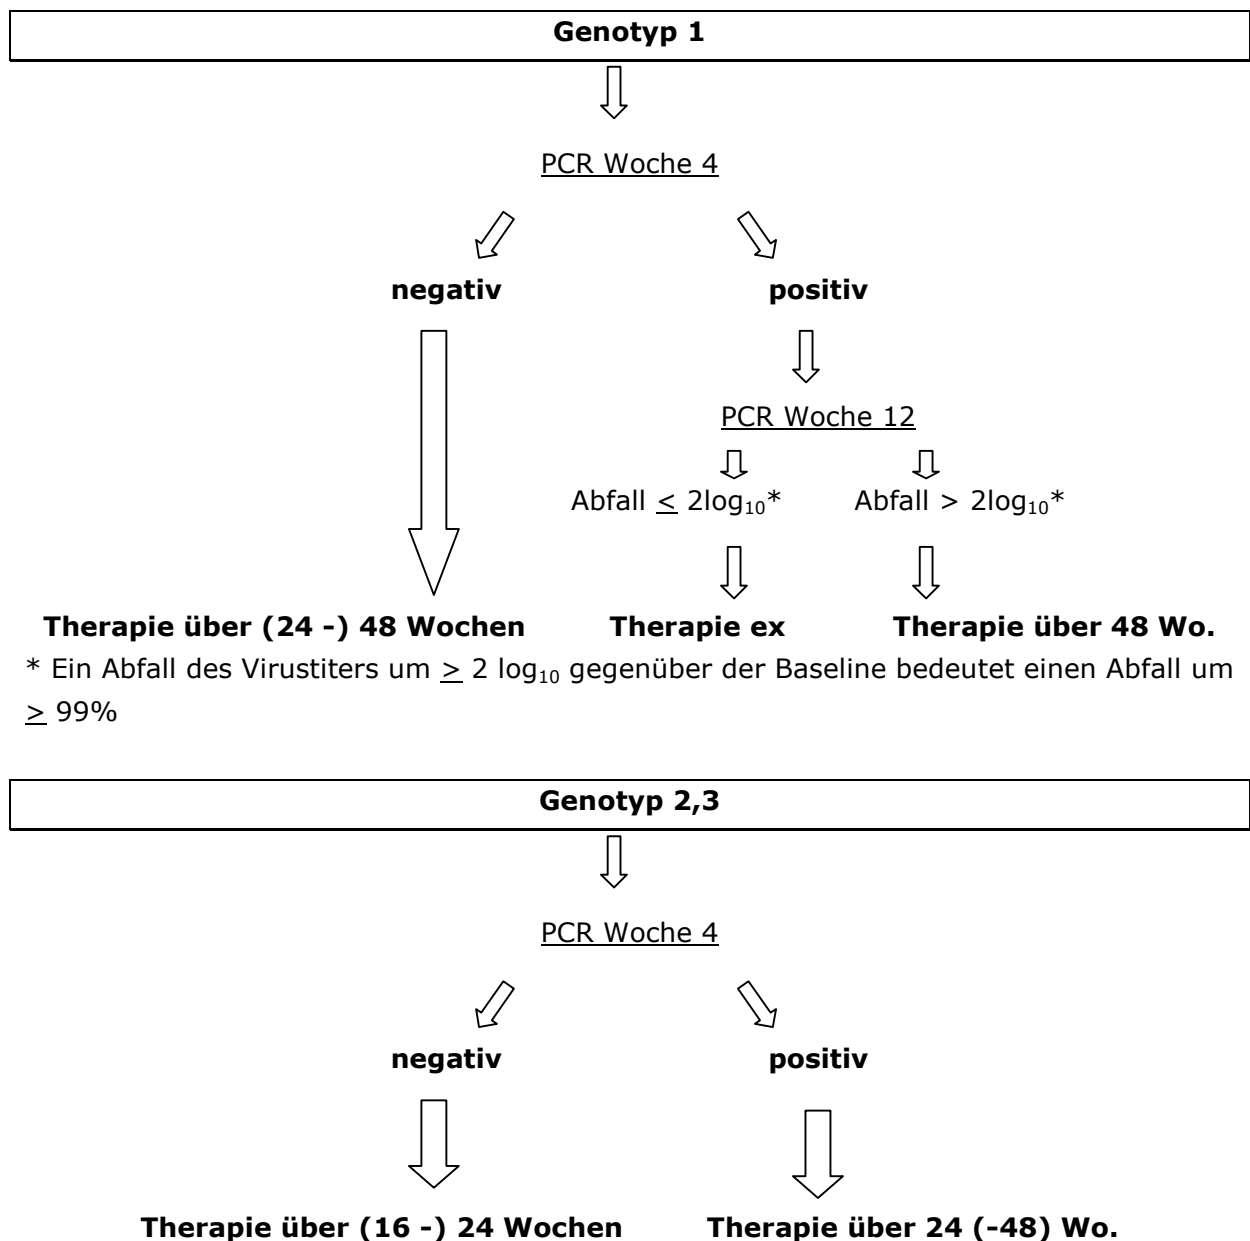 Genotyp 1
PCR Woche 4
negativ positiv
PCR Woche 12
Abfall ≤ 2log₁₀* Abfall > 2log₁₀*
Therapie über (24 -) 48 Wochen Therapie ex Therapie über 48 Wo.
* Ein Abfall des Virustiters um ≥ 2 log₁₀ gegenüber der Baseline bedeutet einen Abfall um
≥ 99%
Genotyp 2,3
PCR Woche 4
negativ positiv
Therapie über (16 -) 24 Wochen Therapie über 24 (-48) Wo.